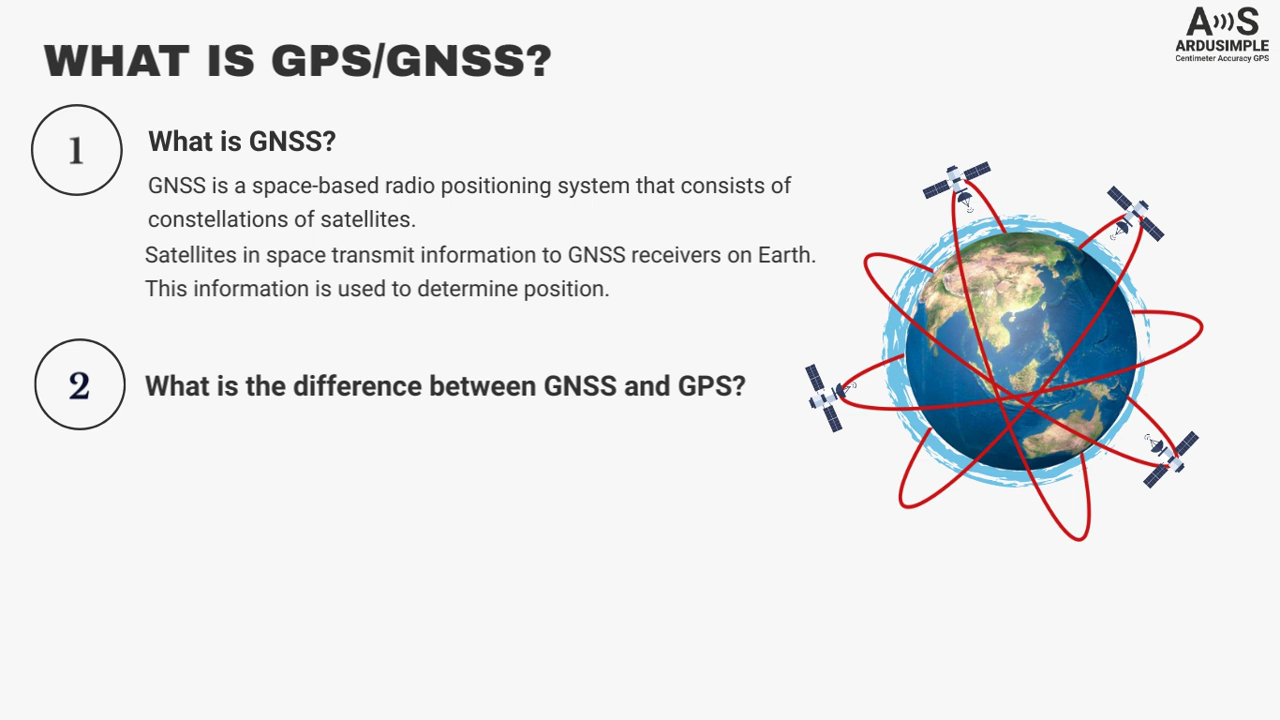 WHAT IS GPS/GNSS?
A S
ARDUSIMPLE
Centimeter Accuracy GPS
1
What is GNSS?
GNSS is a space-based radio positioning system that consists of
constellations of satellites.
Satellites in space transmit information to GNSS receivers on Earth.
This information is used to determine position.
2
What is the difference between GNSS and GPS?